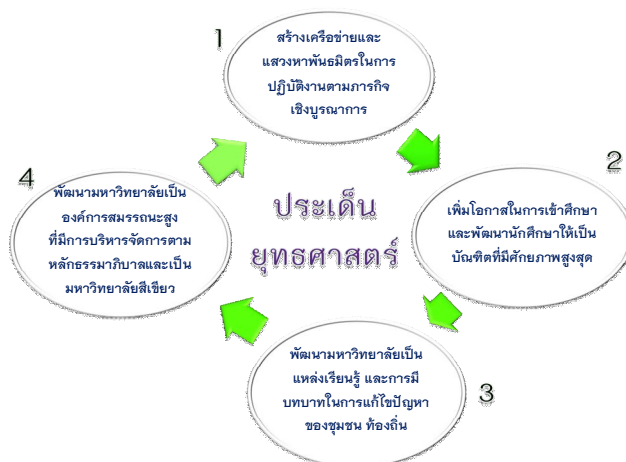 1
สร้างเครือข่ายและ
แสวงหาพันธมิตรในการ
ปฏิบัติงานตามภารกิจ
เชิงบูรณาการ
2
เพิ่มโอกาสในการเข้าศึกษา
และพัฒนานักศึกษาให้เป็น
บัณฑิตที่มีศักยภาพสูงสุด
3
พัฒนามหาวิทยาลัยเป็น
แหล่งเรียนรู้ และการมี
บทบาทในการแก้ไขปัญหา
ของชุมชน ท้องถิ่น
4
พัฒนามหาวิทยาลัยเป็น
องค์การสมรรถนะสูง
ที่มีการบริหารจัดการตาม
หลักธรรมาภิบาลและเป็น
มหาวิทยาลัยสีเขียว
ประเด็น
ยุทธศาสตร์